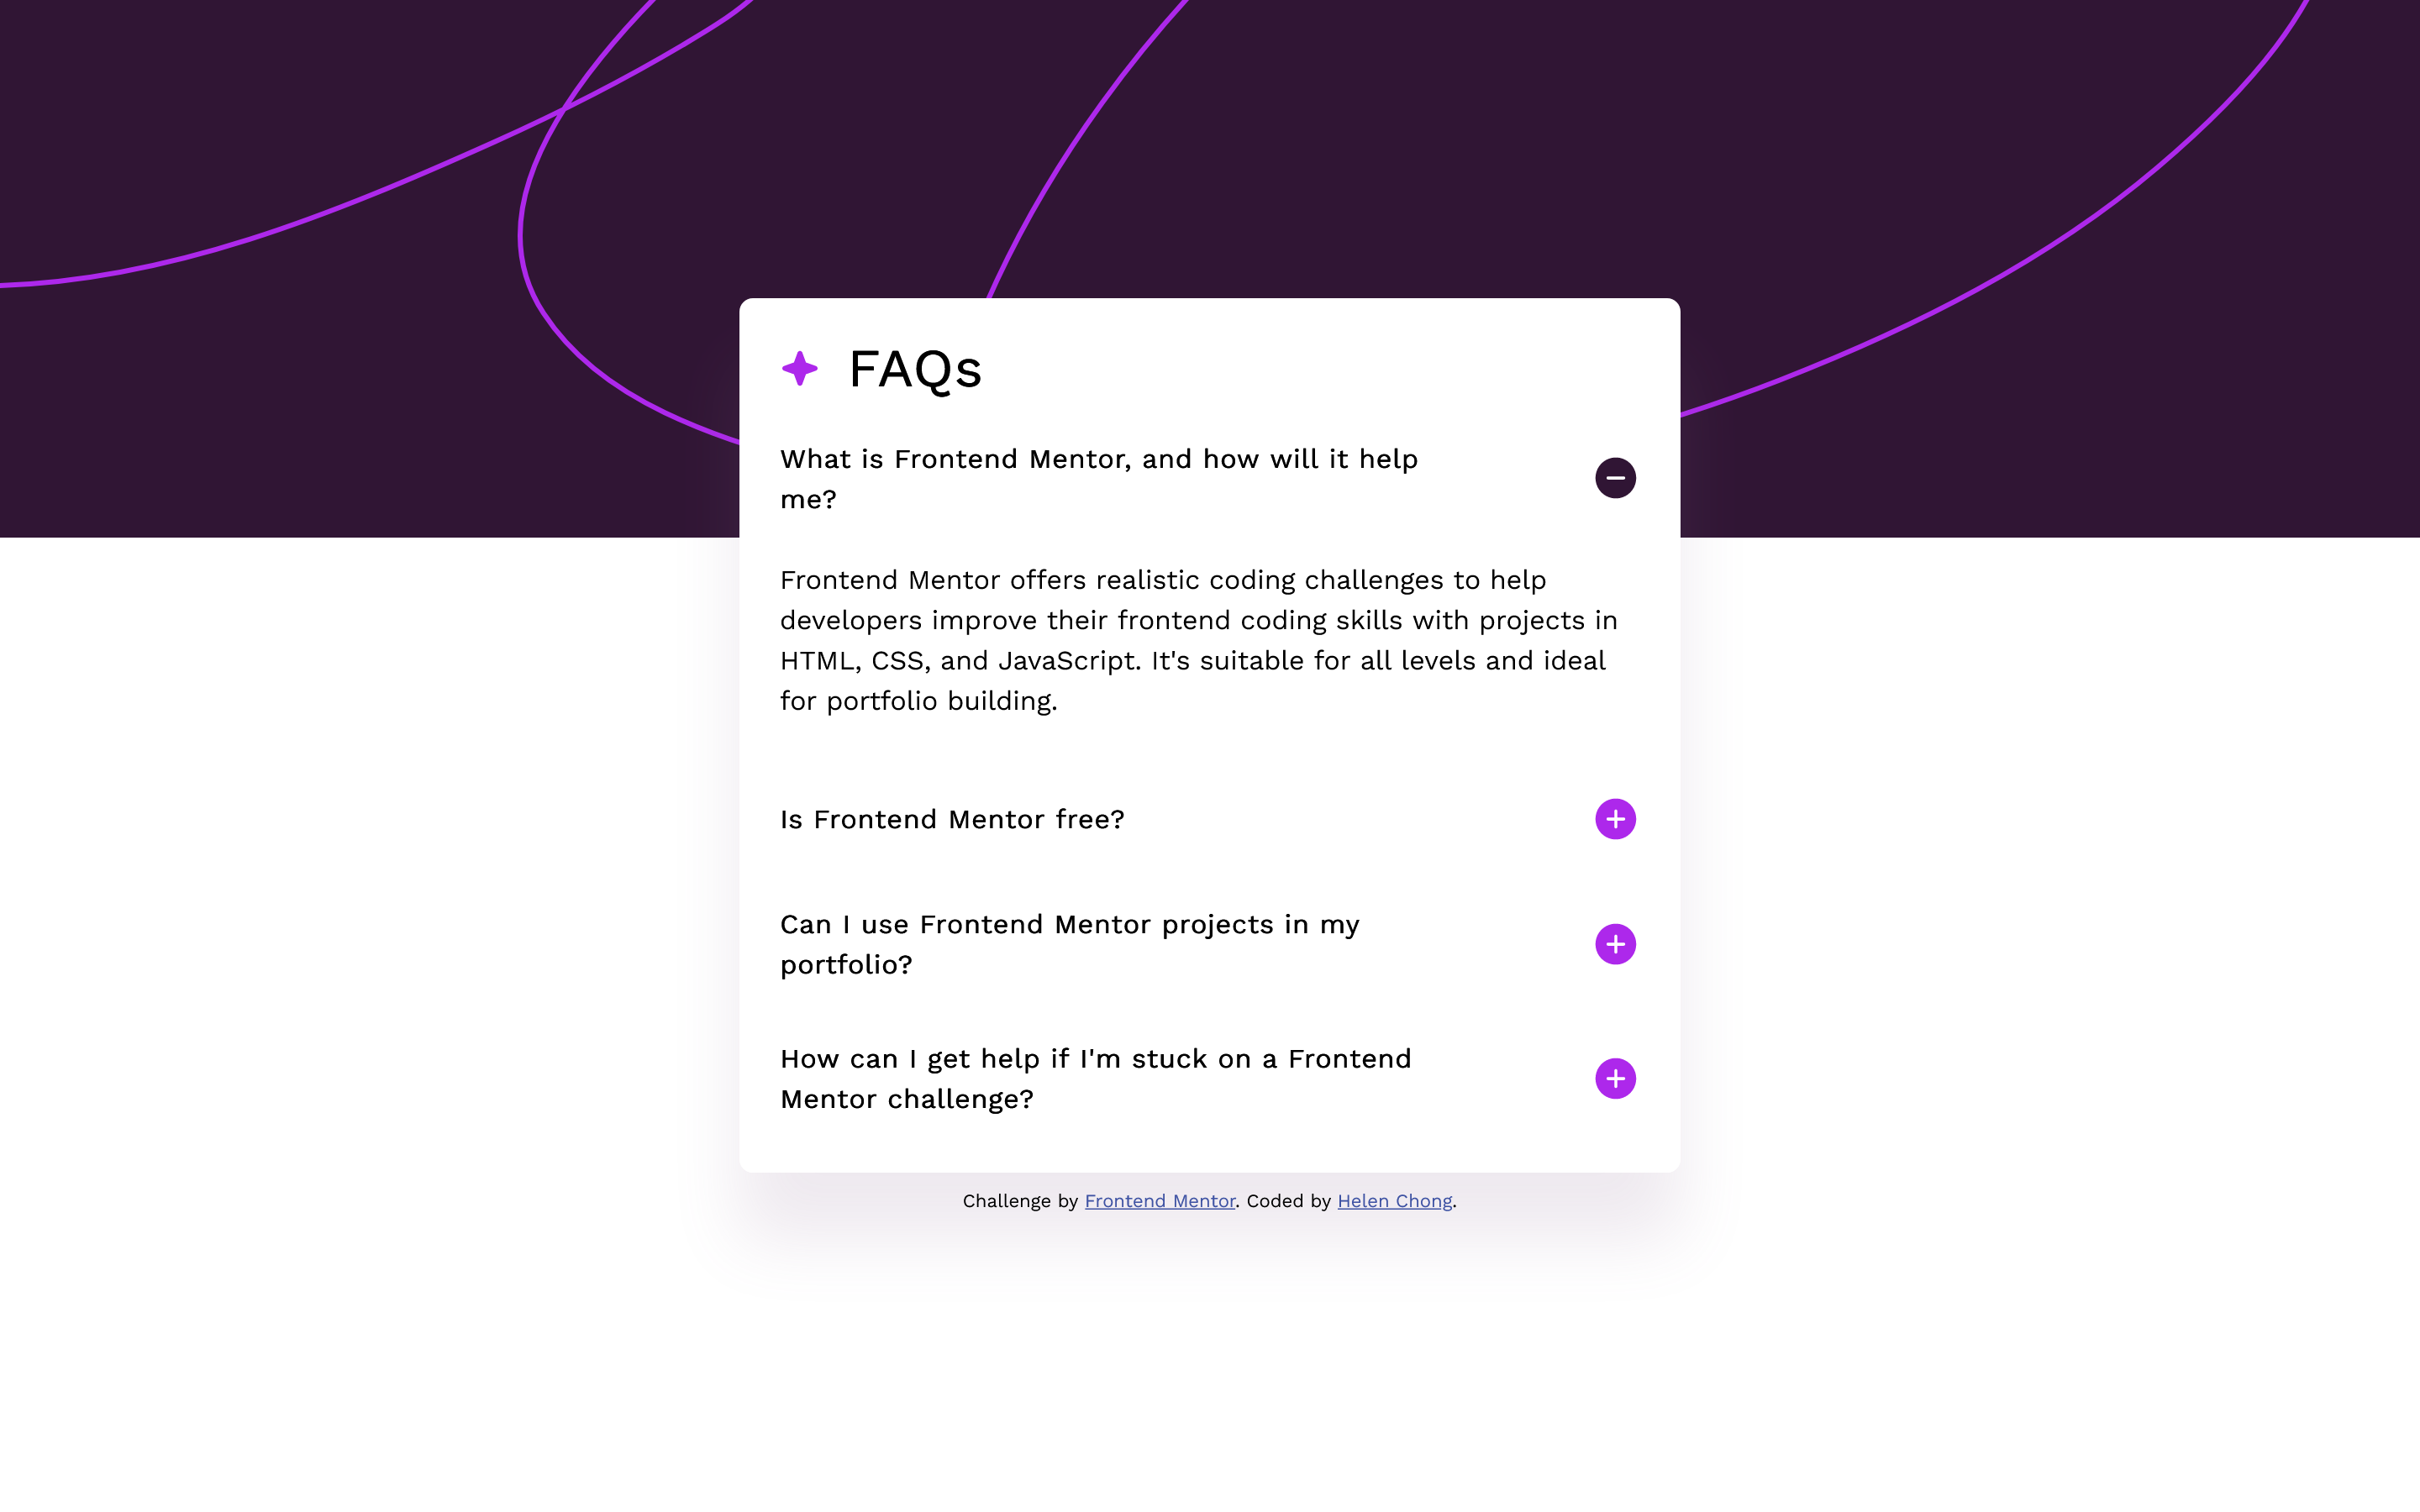 FAQs
What is Frontend Mentor, and how will it help
me?
Frontend Mentor offers realistic coding challenges to help
developers improve their frontend coding skills with projects in
HTML, CSS, and JavaScript. It's suitable for all levels and ideal
for portfolio building.
Is Frontend Mentor free?
Can I use Frontend Mentor projects in my
portfolio?
How can I get help if I'm stuck on a Frontend
Mentor challenge?
Challenge by Frontend Mentor. Coded by Helen Chong.